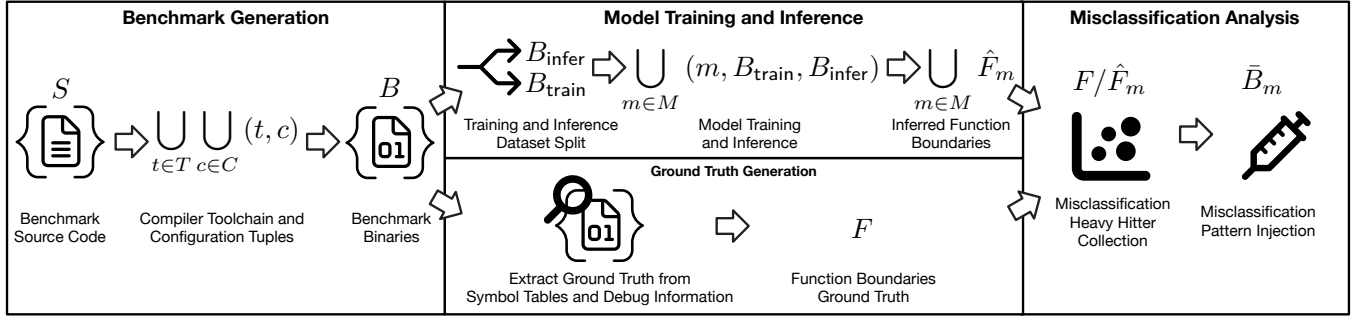 Benchmark Generation
S
⋃ ⋃ (t, c)
t∈T c∈C
B
01
Benchmark
Source Code
Compiler Toolchain and
Configuration Tuples
Benchmark
Binaries
Model Training and Inference
B_infer
B_train
⋃ (m, B_train, B_infer)
m∈M
⋃ F̂_m
m∈M
Training and Inference
Dataset Split
Model Training
and Inference
Inferred Function
Boundaries
Ground Truth Generation
01
F
Extract Ground Truth from
Symbol Tables and Debug Information
Function Boundaries
Ground Truth
Misclassification Analysis
F/F̂_m
B̄_m
Misclassification
Heavy Hitter
Collection
Misclassification
Pattern Injection